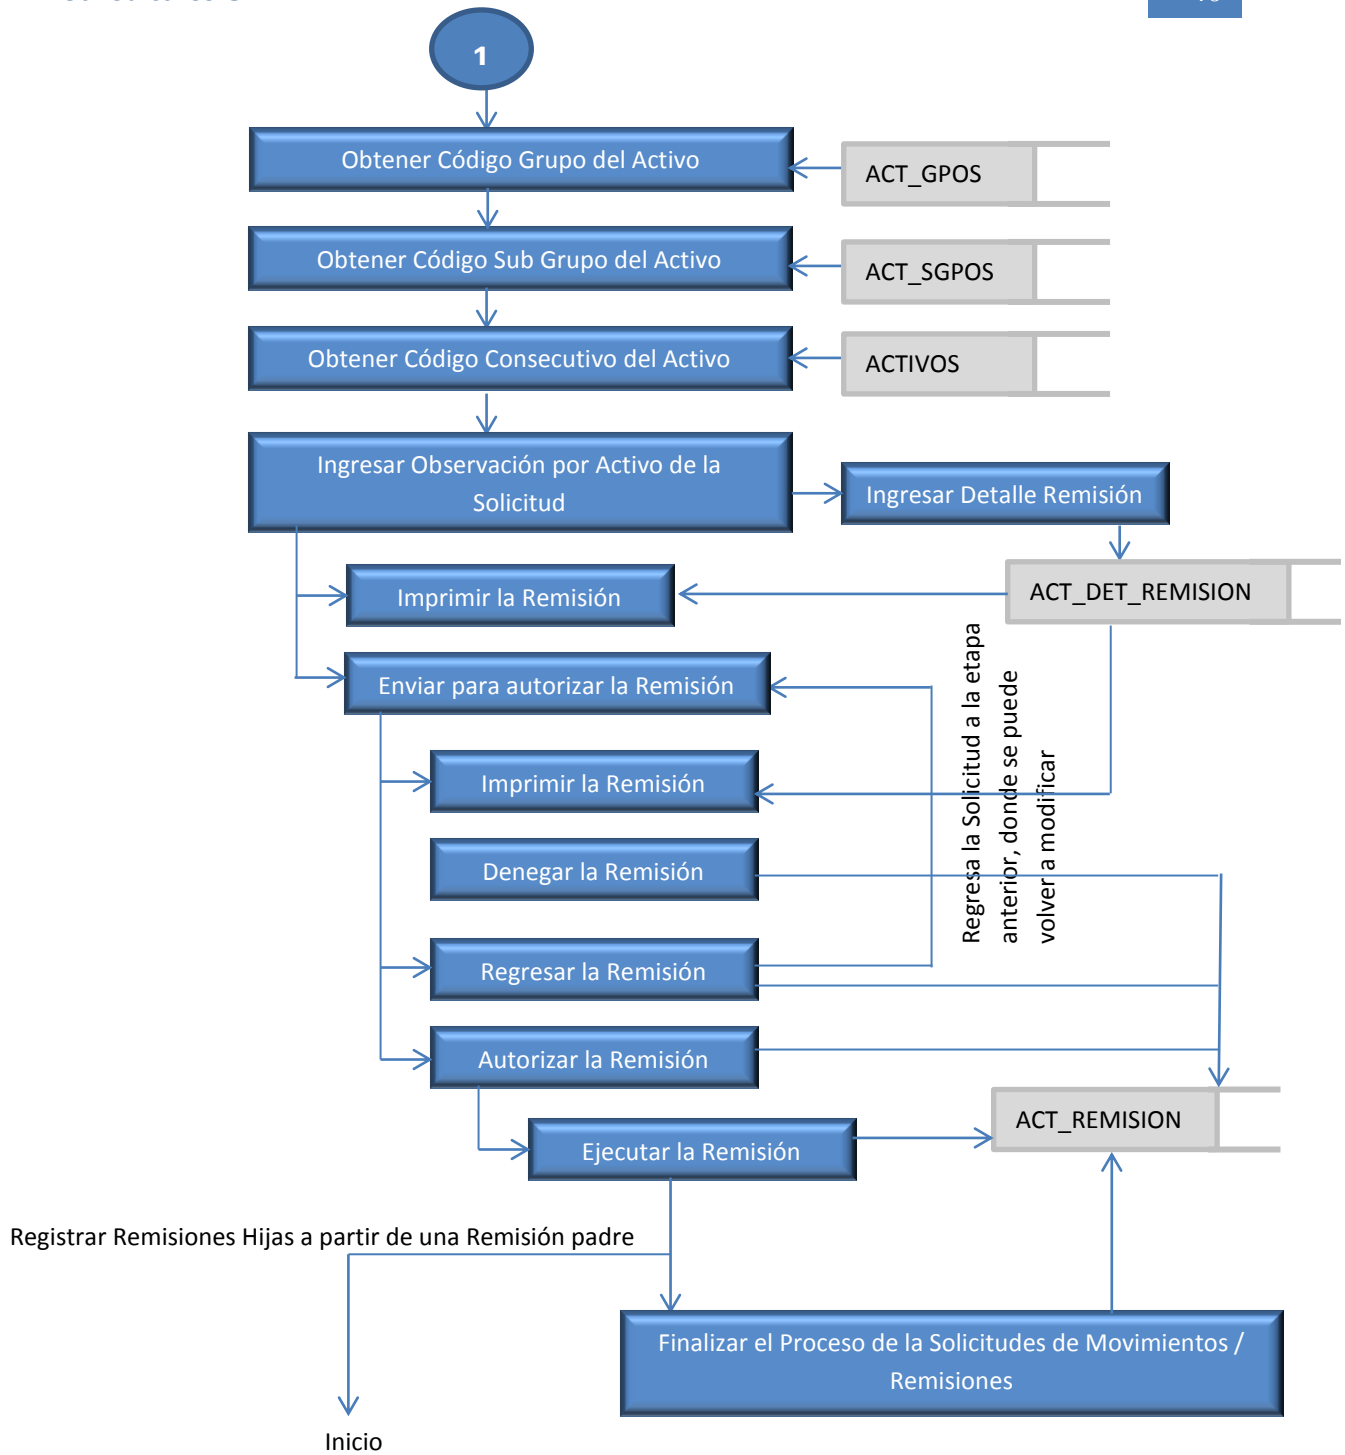 1
Obtener Código Grupo del Activo
ACT_GPOS
Obtener Código Sub Grupo del Activo
ACT_SGPOS
Obtener Código Consecutivo del Activo
ACTIVOS
Ingresar Observación por Activo de la
Solicitud
Ingresar Detalle Remisión
Imprimir la Remisión
ACT_DET_REMISION
Enviar para autorizar la Remisión
Regresa la Solicitud a la etapa
anterior, donde se puede
volver a modificar
Imprimir la Remisión
Denegar la Remisión
Regresar la Remisión
Autorizar la Remisión
ACT_REMISION
Ejecutar la Remisión
Registrar Remisiones Hijas a partir de una Remisión padre
Finalizar el Proceso de la Solicitudes de Movimientos /
Remisiones
Inicio